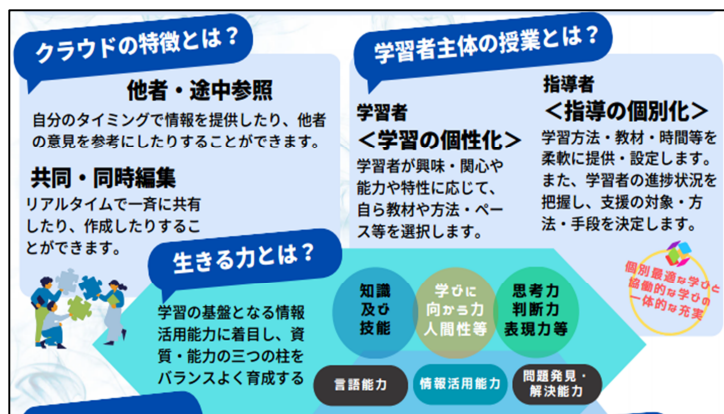 クラウドの特徴とは？
他者・途中参照
自分のタイミングで情報を提供したり、他者
の意見を参考にしたりすることができます。
共同・同時編集
リアルタイムで一斉に共有
したり、作成したりするこ
とができます。
学習者主体の授業とは？
学習者
＜学習の個性化＞
学習者が興味・関心や
能力や特性に応じて、
自ら教材や方法・ペー
ス等を選択します。
指導者
＜指導の個別化＞
学習方法・教材・時間等を
柔軟に提供・設定します。
また、学習者の進捗状況を
把握し、支援の対象・方
法・手段を決定します。
個別最適な学びと
協働的な学びの
一体的な充実
生きる力とは？
学習の基盤となる情報
活用能力に着目し、資
質・能力の三つの柱を
バランスよく育成する
知識
及び
技能
学びに
向かう力
人間性等
思考力
判断力
表現力等
言語能力
情報活用能力
問題発見・
解決能力